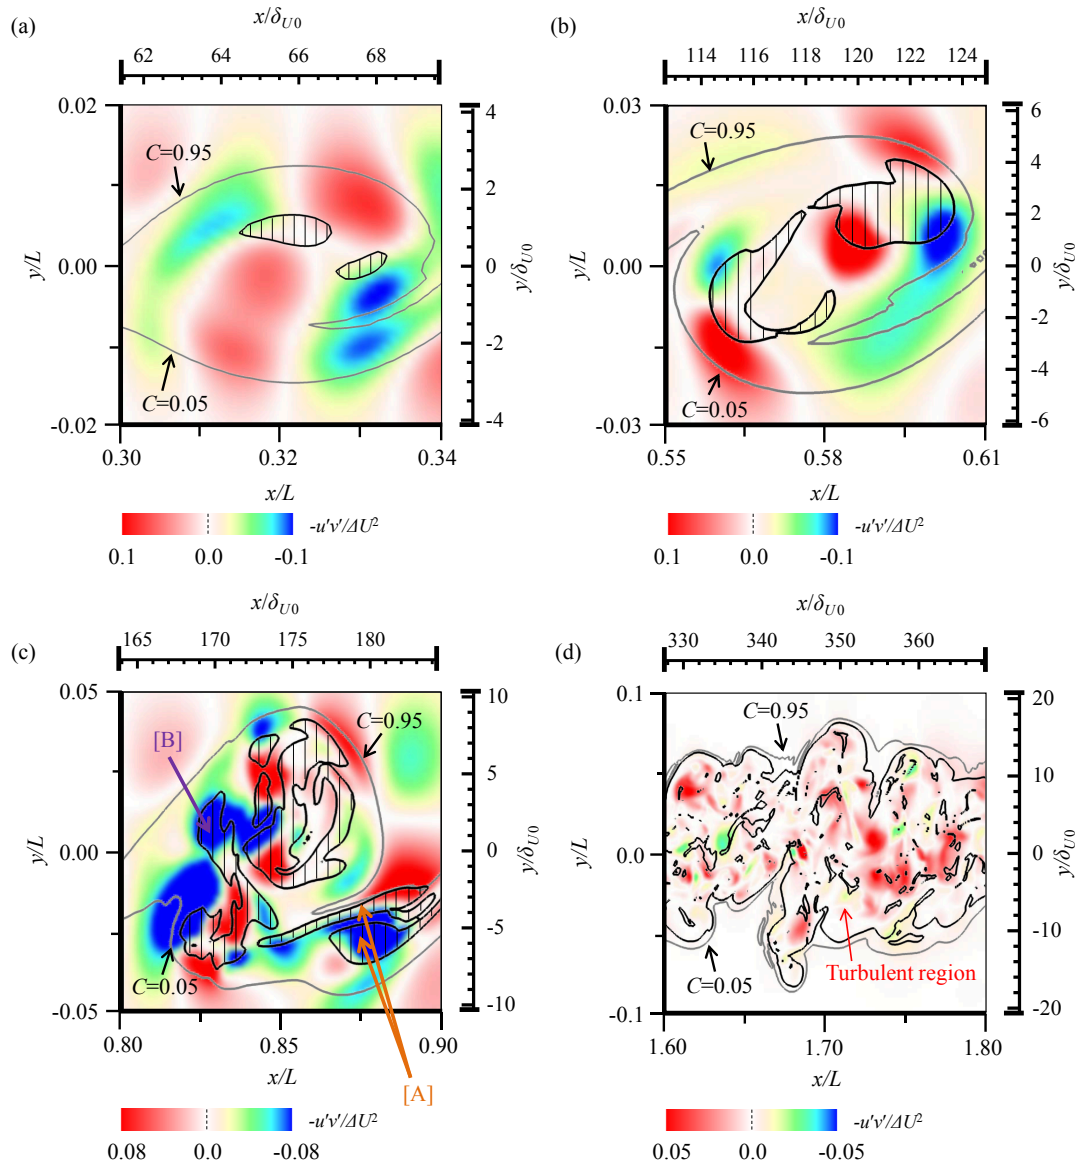 (a)
x/δU0
62 64 66 68
0.02
0.00
-0.02
y/L
C=0.95
C=0.05
4
2
0
-2
-4
y/δU0
0.30 0.32 0.34
x/L
-u'v'/ΔU²
0.1 0.0 -0.1
(b)
x/δU0
114 116 118 120 122 124
0.03
0.00
-0.03
y/L
C=0.95
C=0.05
6
4
2
0
-2
-4
-6
y/δU0
0.55 0.58 0.61
x/L
-u'v'/ΔU²
0.1 0.0 -0.1
(c)
x/δU0
165 170 175 180
0.05
0.00
-0.05
y/L
[B]
C=0.95
C=0.05
10
5
0
-5
-10
y/δU0
0.80 0.85 0.90
x/L
[A]
-u'v'/ΔU²
0.08 0.0 -0.08
(d)
x/δU0
330 340 350 360
0.1
0.0
-0.1
y/L
C=0.95
C=0.05
Turbulent region
20
10
0
-10
-20
y/δU0
1.60 1.70 1.80
x/L
-u'v'/ΔU²
0.05 0.0 -0.05